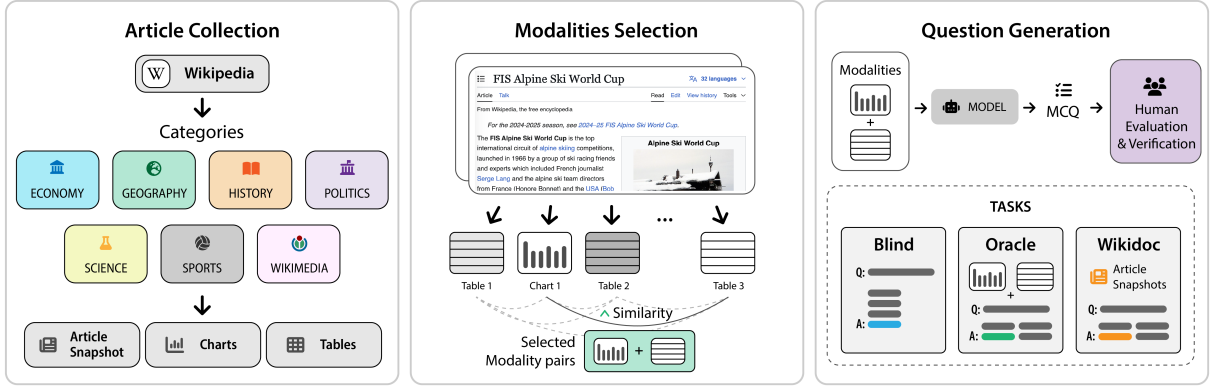 Article Collection
W Wikipedia
Categories
ECONOMY
GEOGRAPHY
HISTORY
POLITICS
SCIENCE
SPORTS
WIKIMEDIA
Article
Snapshot
Charts
Tables
Modalities Selection
FIS Alpine Ski World Cup
32 languages
Article Talk
Read Edit View history Tools
From Wikipedia, the free encyclopedia
For the 2024-2025 season, see 2024–25 FIS Alpine Ski World Cup.
The FIS Alpine Ski World Cup is the top
international circuit of alpine skiing competitions,
launched in 1966 by a group of ski racing friends
and experts which included French journalist
Serge Lang and the alpine ski team directors
from France (Honore Bonnet) and the USA (Bob
Alpine Ski World Cup
...
Table 1
Chart 1
Table 2
Table 3
Similarity
Selected
Modality pairs
+
Question Generation
Modalities
+
MODEL
MCQ
Human
Evaluation
& Verification
TASKS
Blind
Q:
A:
Oracle
+
Q:
A:
Wikidoc
Article
Snapshots
Q:
A: